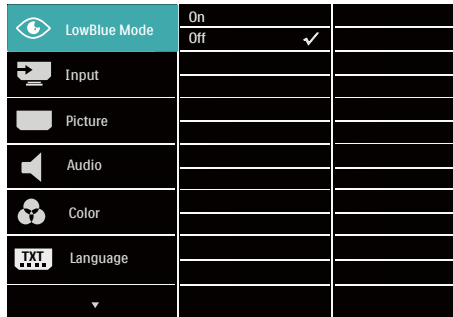 LowBlue Mode
On
Off
Input
Picture
Audio
Color
TXT
Language